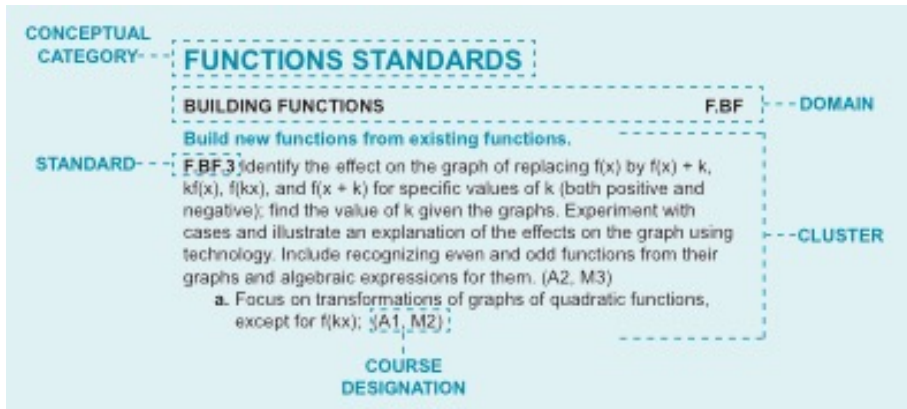 CONCEPTUAL
CATEGORY
FUNCTIONS STANDARDS
BUILDING FUNCTIONS F.BF
DOMAIN
Build new functions from existing functions.
STANDARD
F.BF.3 Identify the effect on the graph of replacing f(x) by f(x) + k,
kf(x), f(kx), and f(x + k) for specific values of k (both positive and
negative); find the value of k given the graphs. Experiment with
cases and illustrate an explanation of the effects on the graph using
technology. Include recognizing even and odd functions from their
graphs and algebraic expressions for them. (A2, M3)
CLUSTER
a. Focus on transformations of graphs of quadratic functions,
except for f(kx); (A1, M2)
COURSE
DESIGNATION